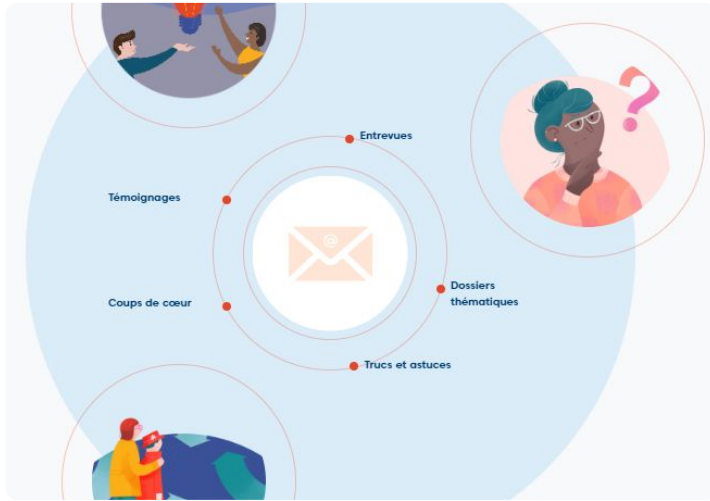 Entrevues
Témoignages
@
Dossiers
thématiques
Coups de cœur
Trucs et astuces